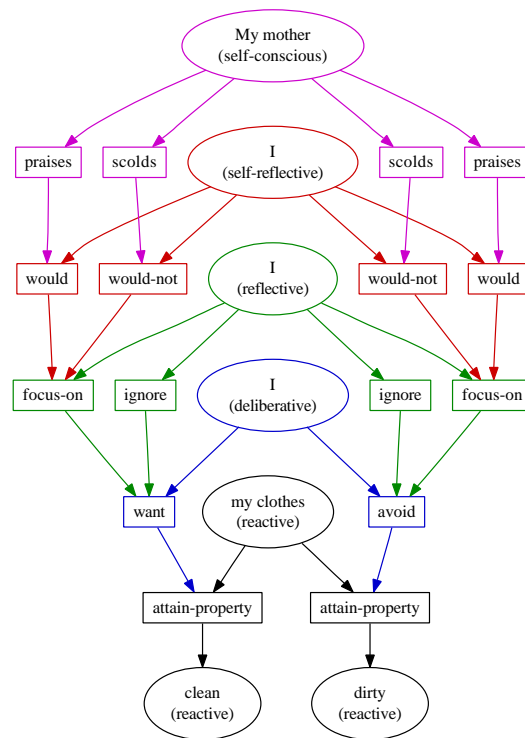 My mother
(self-conscious)
praises
scolds
scolds
praises
I
(self-reflective)
would
would-not
would-not
would
I
(reflective)
focus-on
ignore
ignore
focus-on
I
(deliberative)
want
avoid
my clothes
(reactive)
attain-property
attain-property
clean
(reactive)
dirty
(reactive)